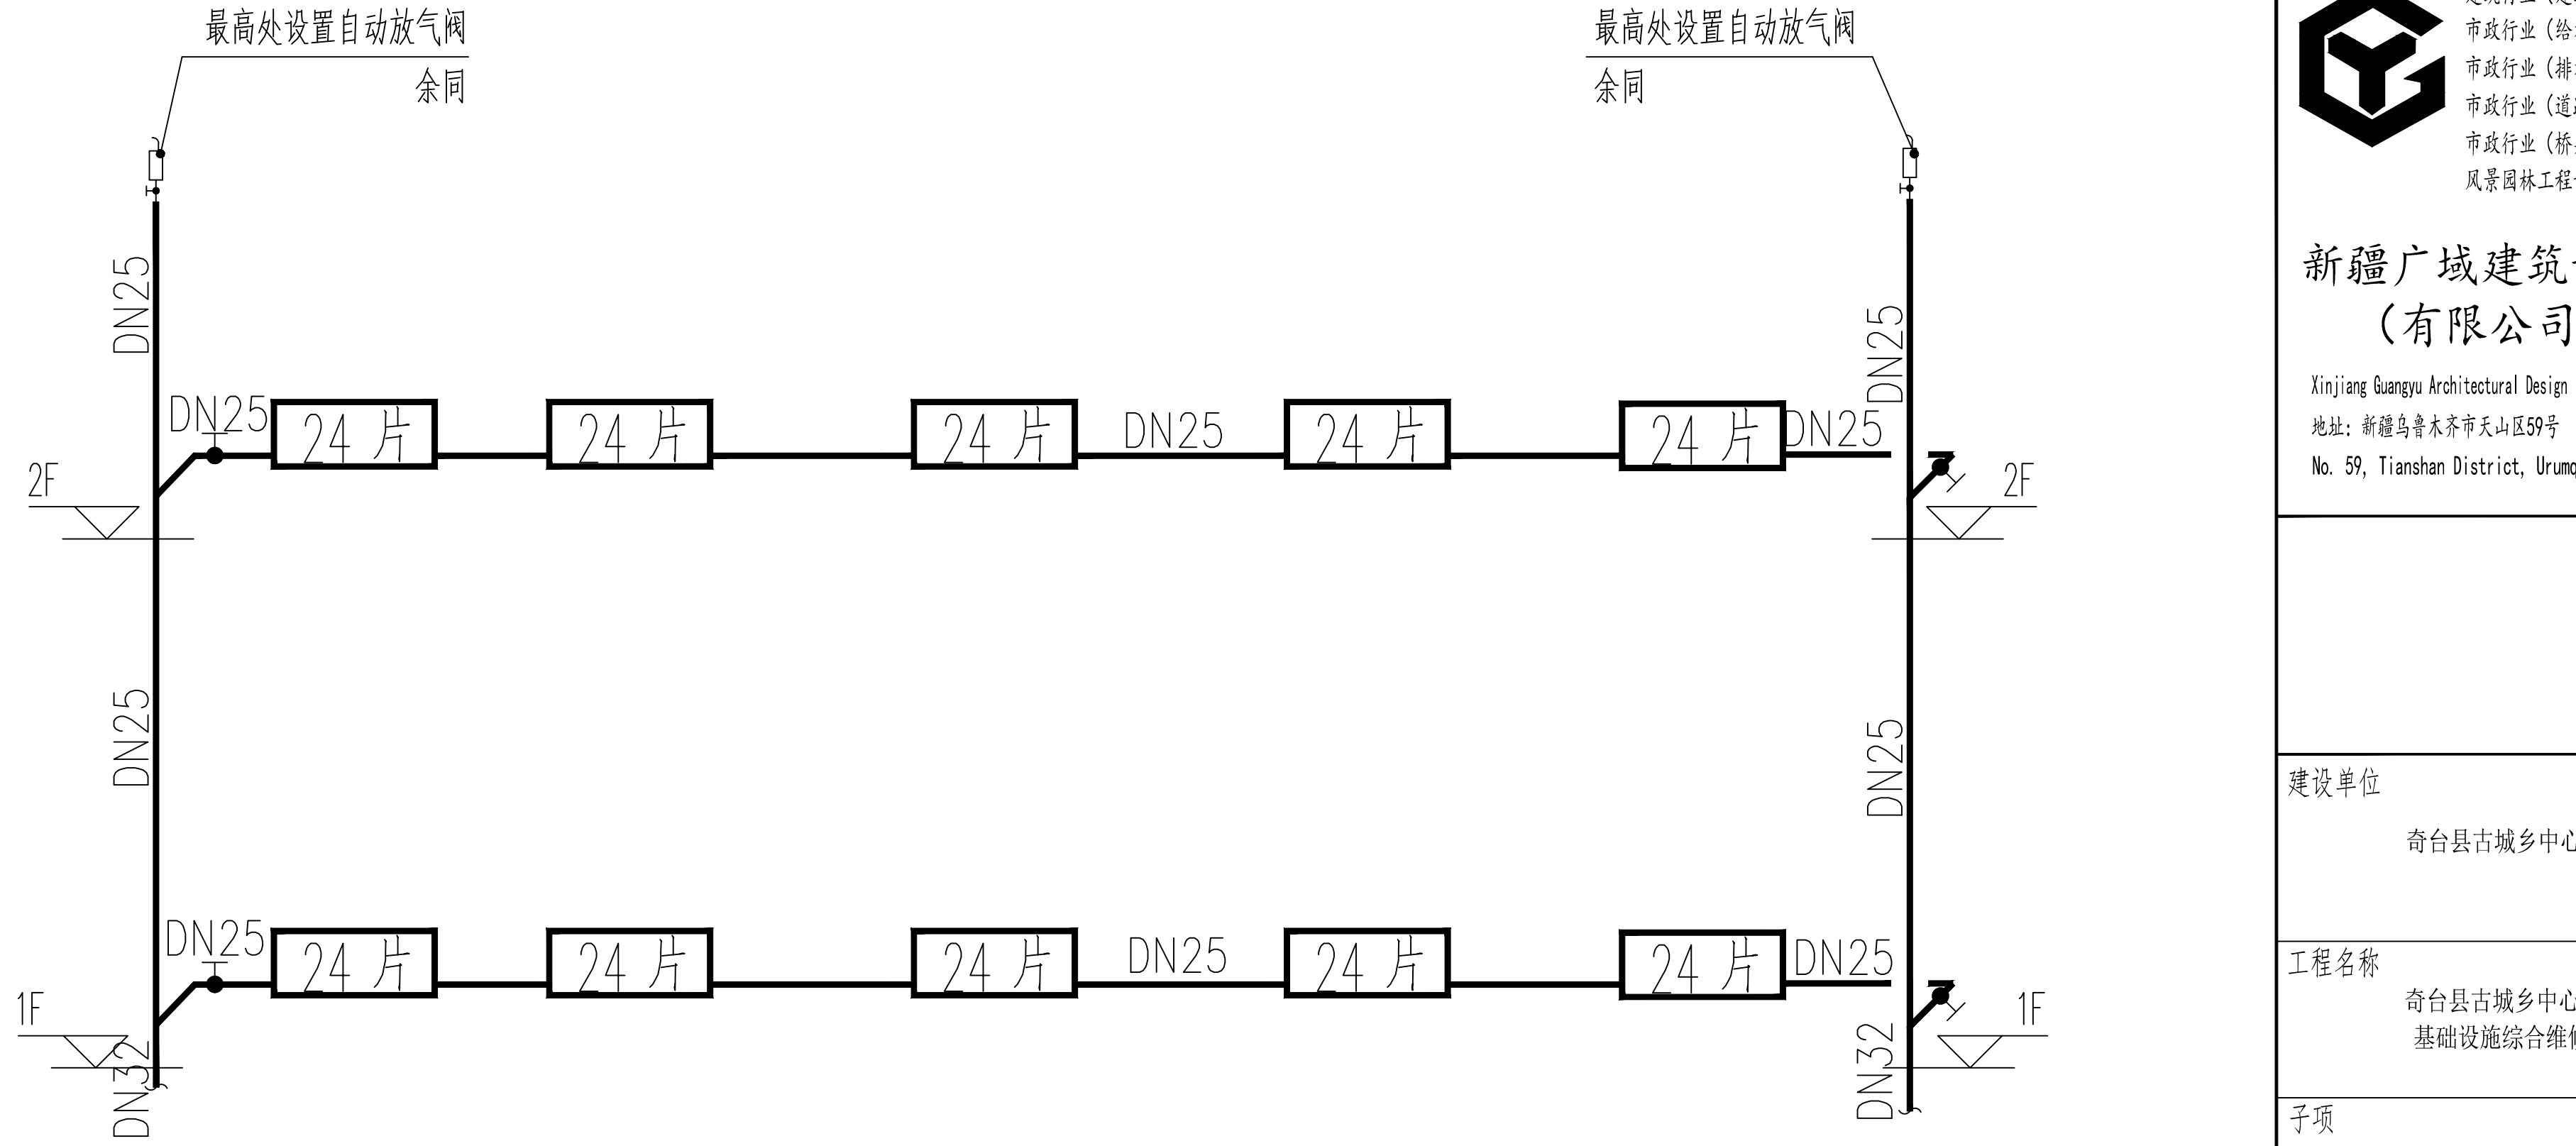 最高处设置自动放气阀
余同
最高处设置自动放气阀
余同
DN25
DN25
DN25
24 片
24 片
24 片
DN25
24 片
24 片
DN25
2F
2F
DN25
DN25
DN25
24 片
24 片
24 片
DN25
24 片
24 片
DN25
1F
1F
DN32
DN32
市政行业（给
市政行业（排
市政行业（道
市政行业（桥
风景园林工程
新疆广域建筑
（有限公司
Xinjiang Guangyu Architectural Design
地址：新疆乌鲁木齐市天山区59号
No. 59, Tianshan District, Urumq
建设单位
奇台县古城乡中心
工程名称
奇台县古城乡中心
基础设施综合维修
子项